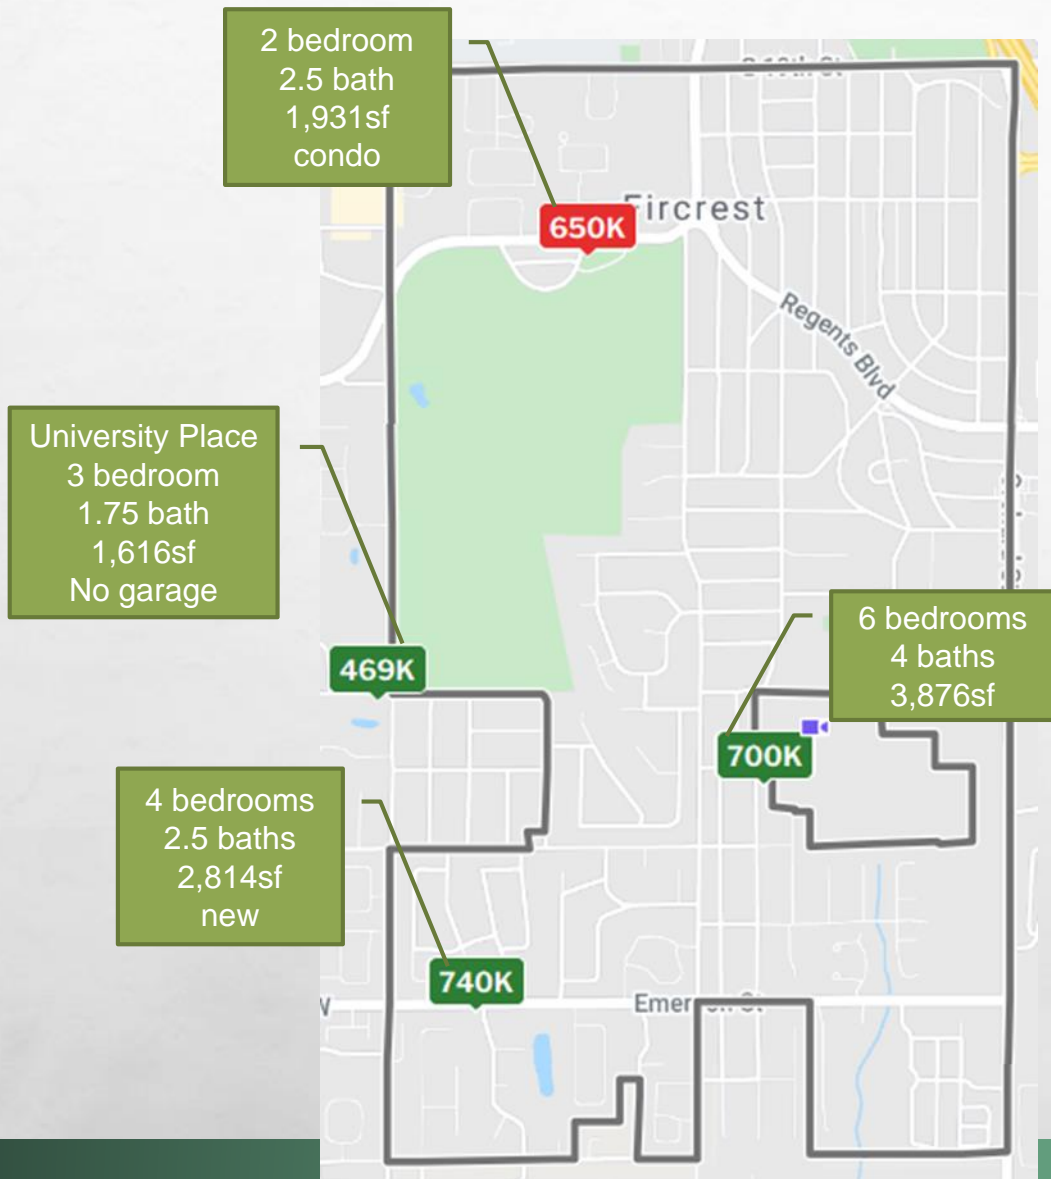 2 bedroom
2.5 bath
1,931sf
condo
Fircrest
650K
Regents Blvd
University Place
3 bedroom
1.75 bath
1,616sf
No garage
469K
6 bedrooms
4 baths
3,876sf
700K
4 bedrooms
2.5 baths
2,814sf
new
740K
W